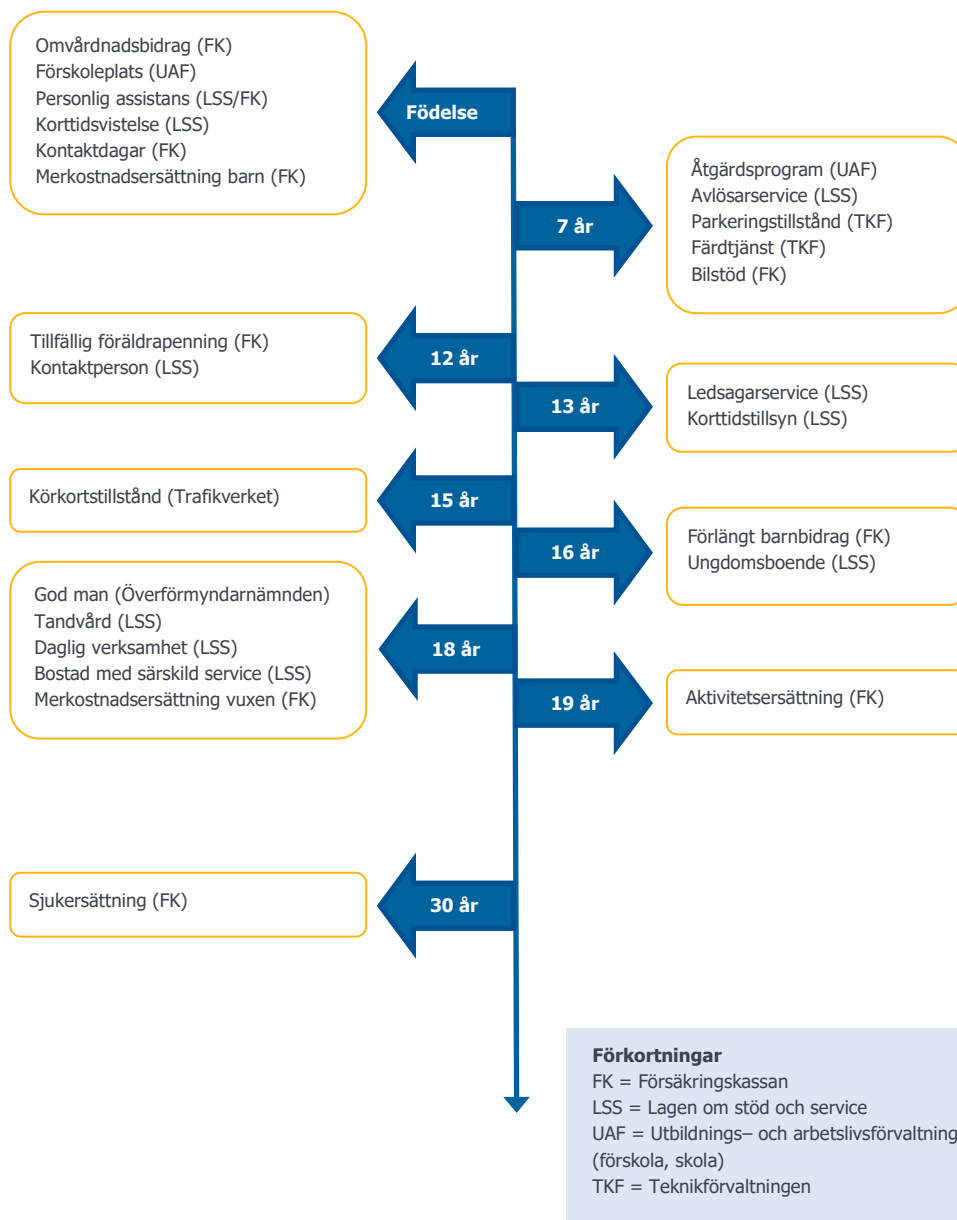 Omvårdnadsbidrag (FK)
Förskoleplats (UAF)
Personlig assistans (LSS/FK)
Korttidsvistelse (LSS)
Kontaktdagar (FK)
Merkostnadsersättning barn (FK)
Födelse
7 år
Åtgärdsprogram (UAF)
Avlösarservice (LSS)
Parkeringstillstånd (TKF)
Färdtjänst (TKF)
Bilstöd (FK)
Tillfällig föräldrapenning (FK)
Kontaktperson (LSS)
12 år
13 år
Ledsagarservice (LSS)
Korttidstillsyn (LSS)
Körkortstillstånd (Trafikverket)
15 år
16 år
Förlängt barnbidrag (FK)
Ungdomsboende (LSS)
God man (Överförmyndarnämnden)
Tandvård (LSS)
Daglig verksamhet (LSS)
Bostad med särskild service (LSS)
Merkostnadsersättning vuxen (FK)
18 år
19 år
Aktivitetsersättning (FK)
Sjukersättning (FK)
30 år
Förkortningar
FK = Försäkringskassan
LSS = Lagen om stöd och service
UAF = Utbildnings– och arbetslivsförvaltning
(förskola, skola)
TKF = Teknikförvaltningen